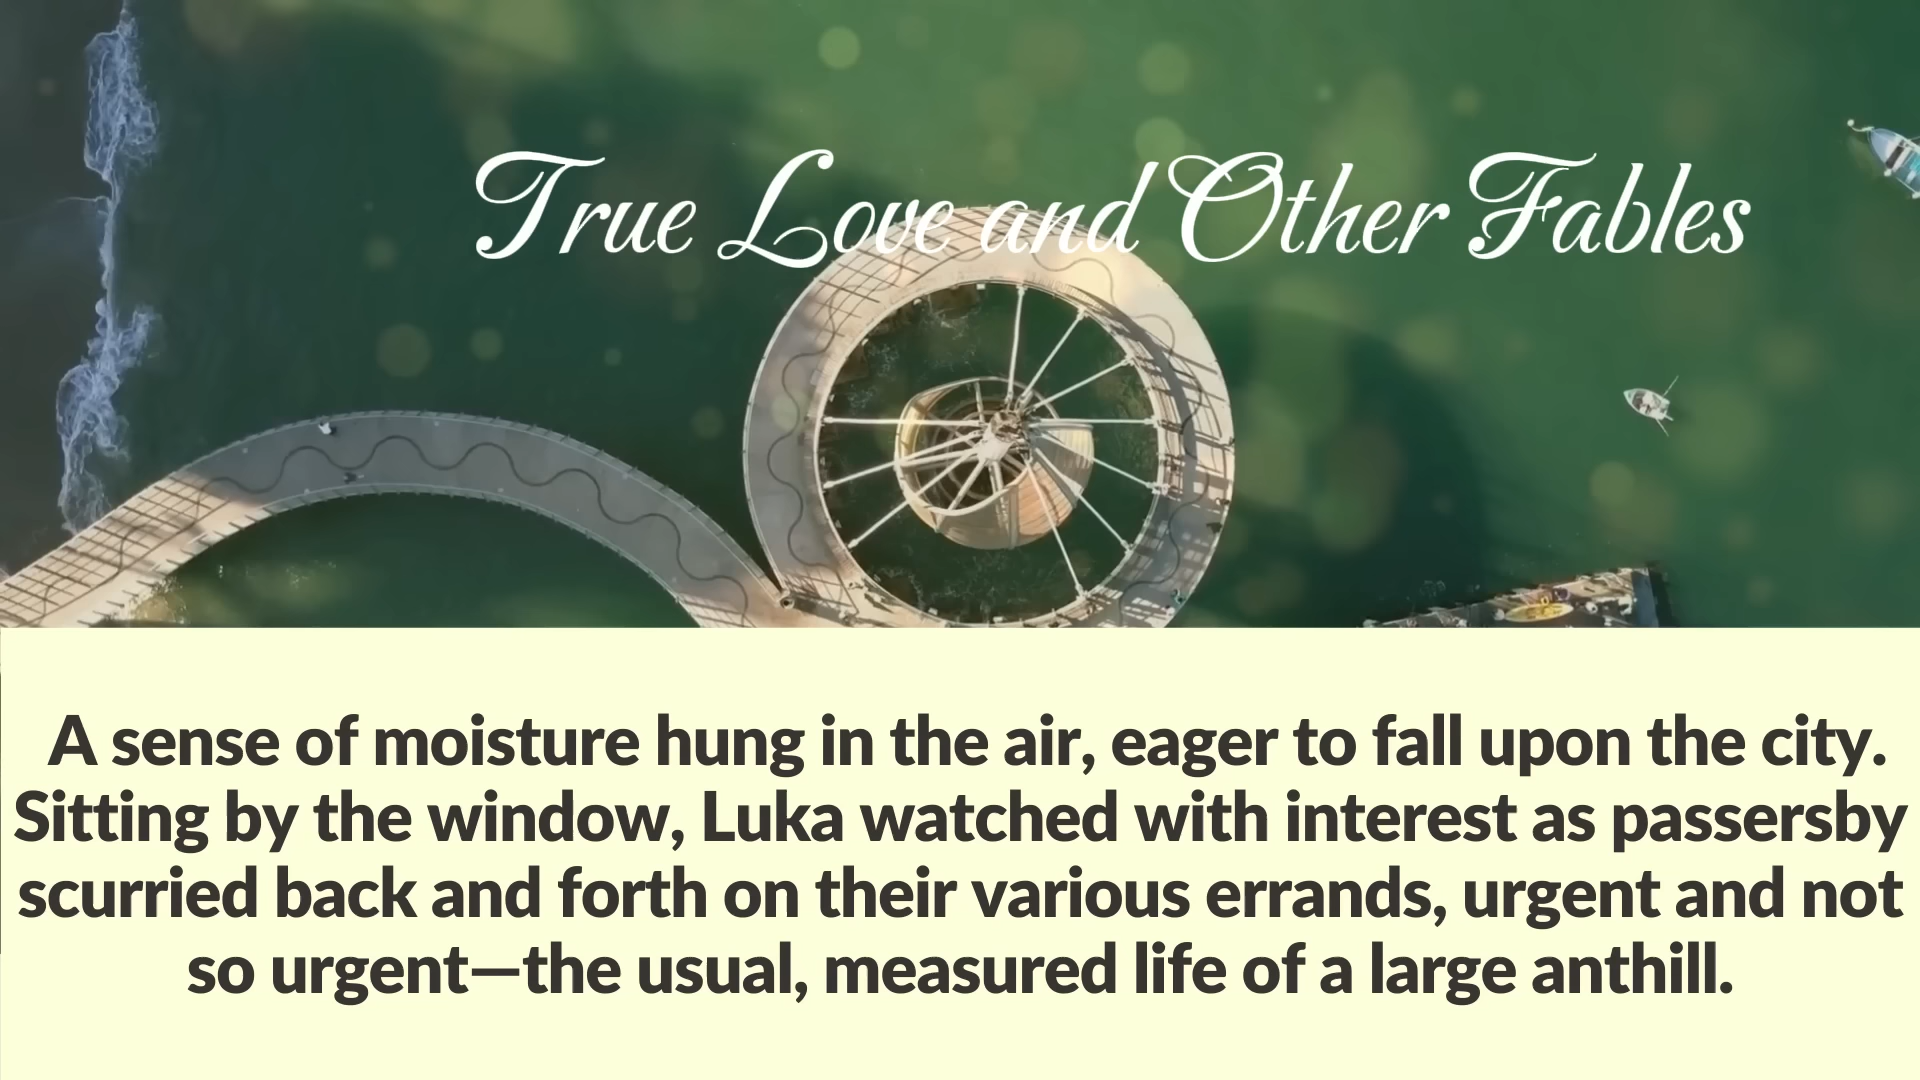 True Love and Other Fables
A sense of moisture hung in the air, eager to fall upon the city.
Sitting by the window, Luka watched with interest as passersby
scurried back and forth on their various errands, urgent and not
so urgent—the usual, measured life of a large anthill.